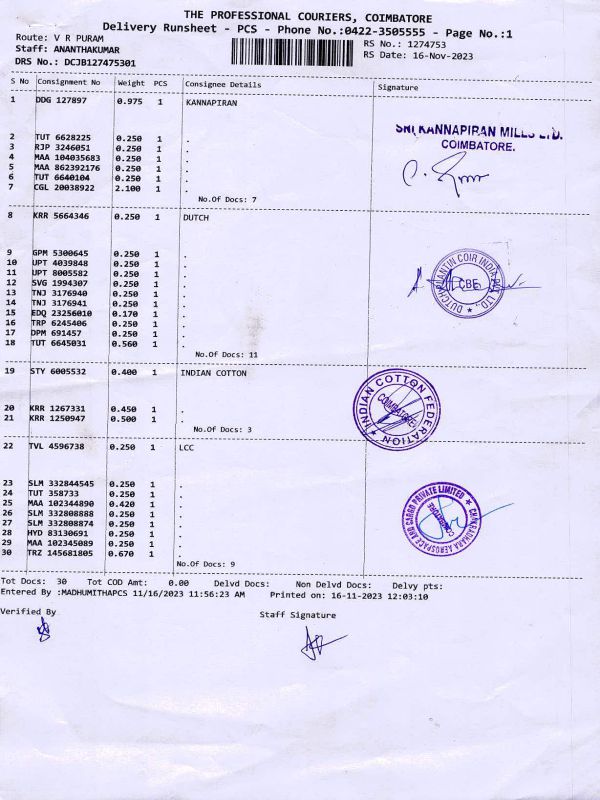 THE PROFESSIONAL COURIERS, COIMBATORE
Delivery Runsheet - PCS - Phone No.:0422-3505555 - Page No.:1
Route: V R PURAM
RS No.: 1274753
Staff: ANANTHAKUMAR
RS Date: 16-Nov-2023
DRS No.: DCJB127475301
S No Consignment No Weight PCS Consignee Details Signature
1 DDG 127897 0.975 1 KANNAPIRAN
SRI KANNAPIRAN MILLS LTD.
COIMBATORE.
2 TUT 6628225 0.250 1 .
3 RJP 3246051 0.250 1 .
4 MAA 104035683 0.250 1 .
5 MAA 862392176 0.250 1 .
6 TUT 6640104 0.250 1 .
7 CGL 20038922 2.100 1 .
No.Of Docs: 7
8 KRR 5664346 0.250 1 DUTCH
9 GPM 5300645 0.250 1 .
10 UPT 4039848 0.250 1 .
11 UPT 8005582 0.250 1 .
12 SVG 1994307 0.250 1 .
13 TNJ 3176940 0.250 1 .
14 TNJ 3176941 0.250 1 .
15 EDQ 23256010 0.170 1 .
16 TRP 6245406 0.250 1 .
17 DPM 691457 0.250 1 .
18 TUT 6645031 0.560 1 .
CBE
No.Of Docs: 11
19 STY 6005532 0.400 1 INDIAN COTTON
INDIAN COTTON FEDERATION
COIMBATORE
20 KRR 1267331 0.450 1 .
21 KRR 1250947 0.500 1 .
No.Of Docs: 3
22 TVL 4596738 0.250 1 LCC
23 SLM 332844545 0.250 1 .
24 TUT 358733 0.250 1 .
25 MAA 102344890 0.420 1 .
26 SLM 332808888 0.250 1 .
27 SLM 332808874 0.250 1 .
28 HYD 83130691 0.250 1 .
29 MAA 102345089 0.250 1 .
30 TRZ 145681805 0.670 1 .
AEROSPACE AND CARGO PRIVATE LIMITED
No.Of Docs: 9
Tot Docs: 30 Tot COD Amt: 0.00 Delvd Docs: Non Delvd Docs: Delvy pts:
Entered By :MADHUMITHAPCS 11/16/2023 11:56:23 AM Printed on: 16-11-2023 12:03:10
Verified By
Staff Signature